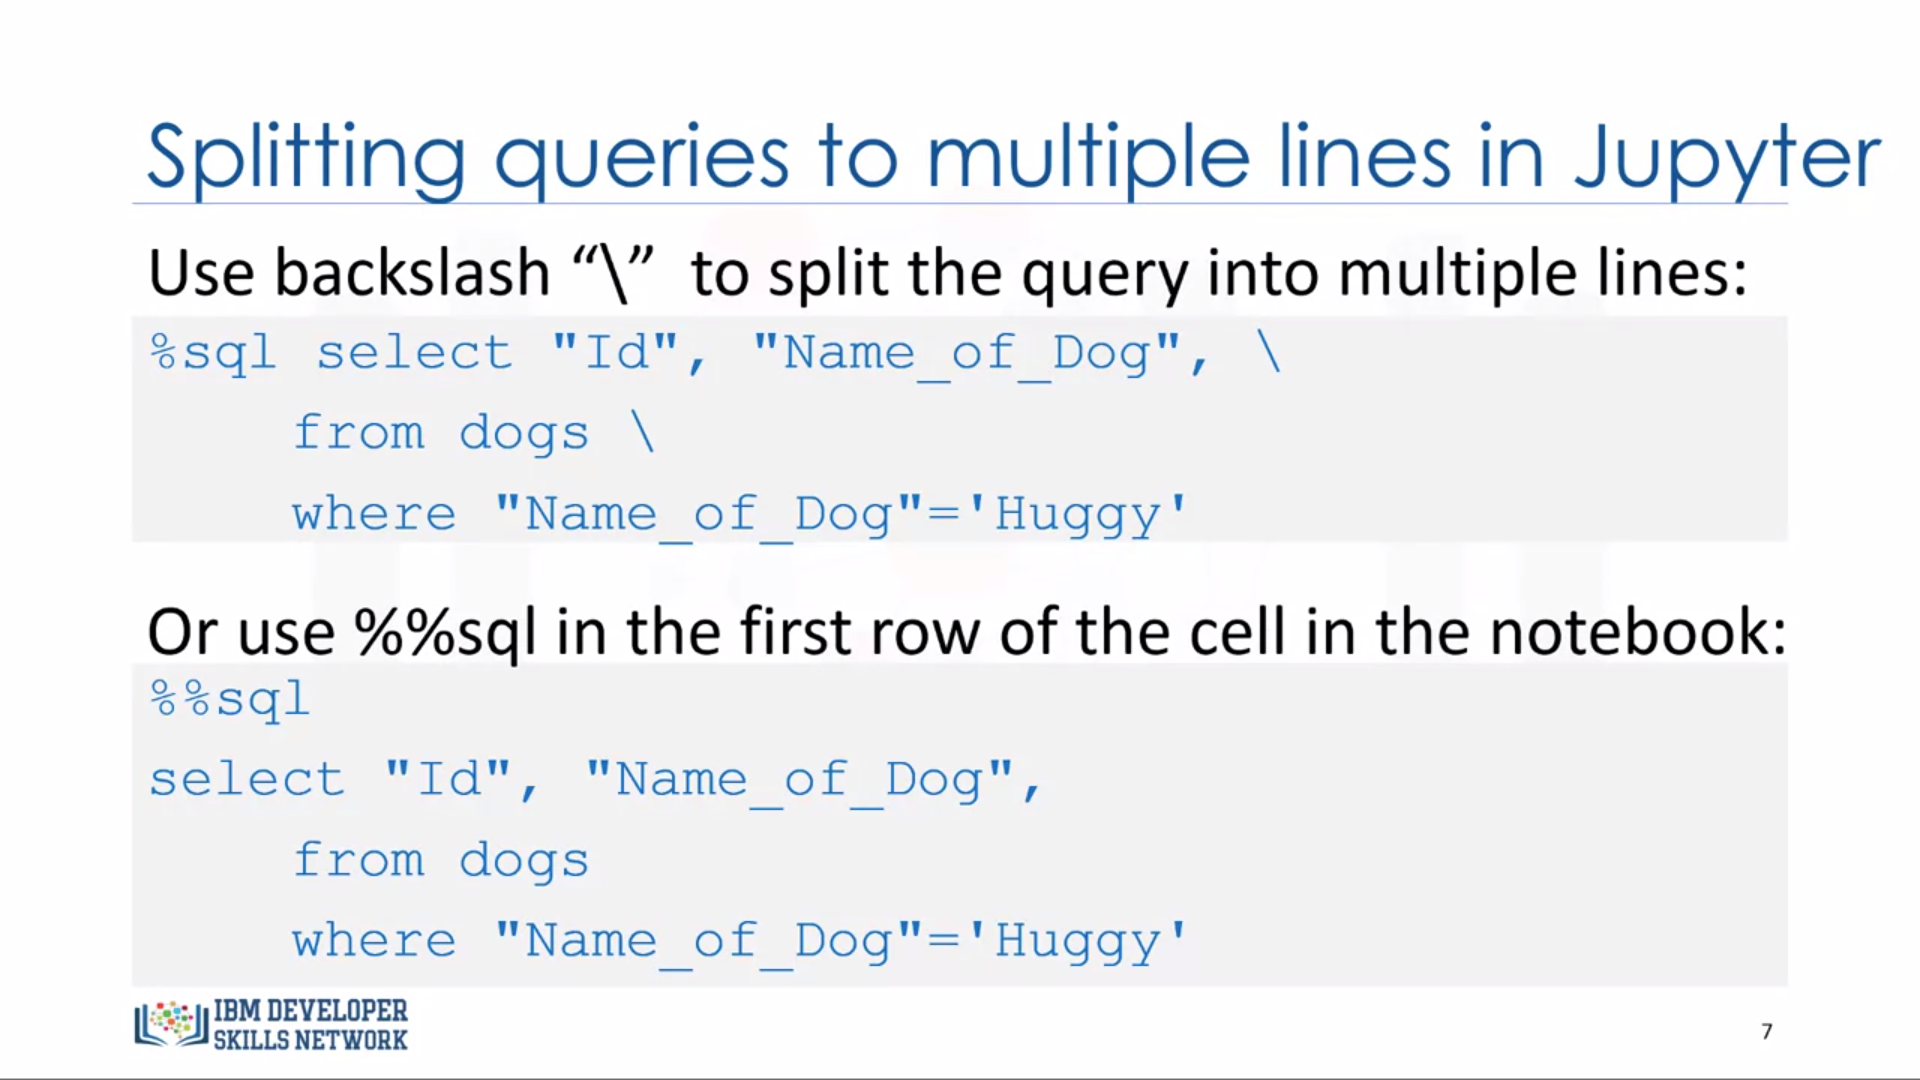 Splitting queries to multiple lines in Jupyter
Use backslash “\” to split the query into multiple lines:
%sql select "Id", "Name_of_Dog", \
from dogs \
where "Name_of_Dog"='Huggy'
Or use %%sql in the first row of the cell in the notebook:
%%sql
select "Id", "Name_of_Dog",
from dogs
where "Name_of_Dog"='Huggy'
IBM DEVELOPER
SKILLS NETWORK
7